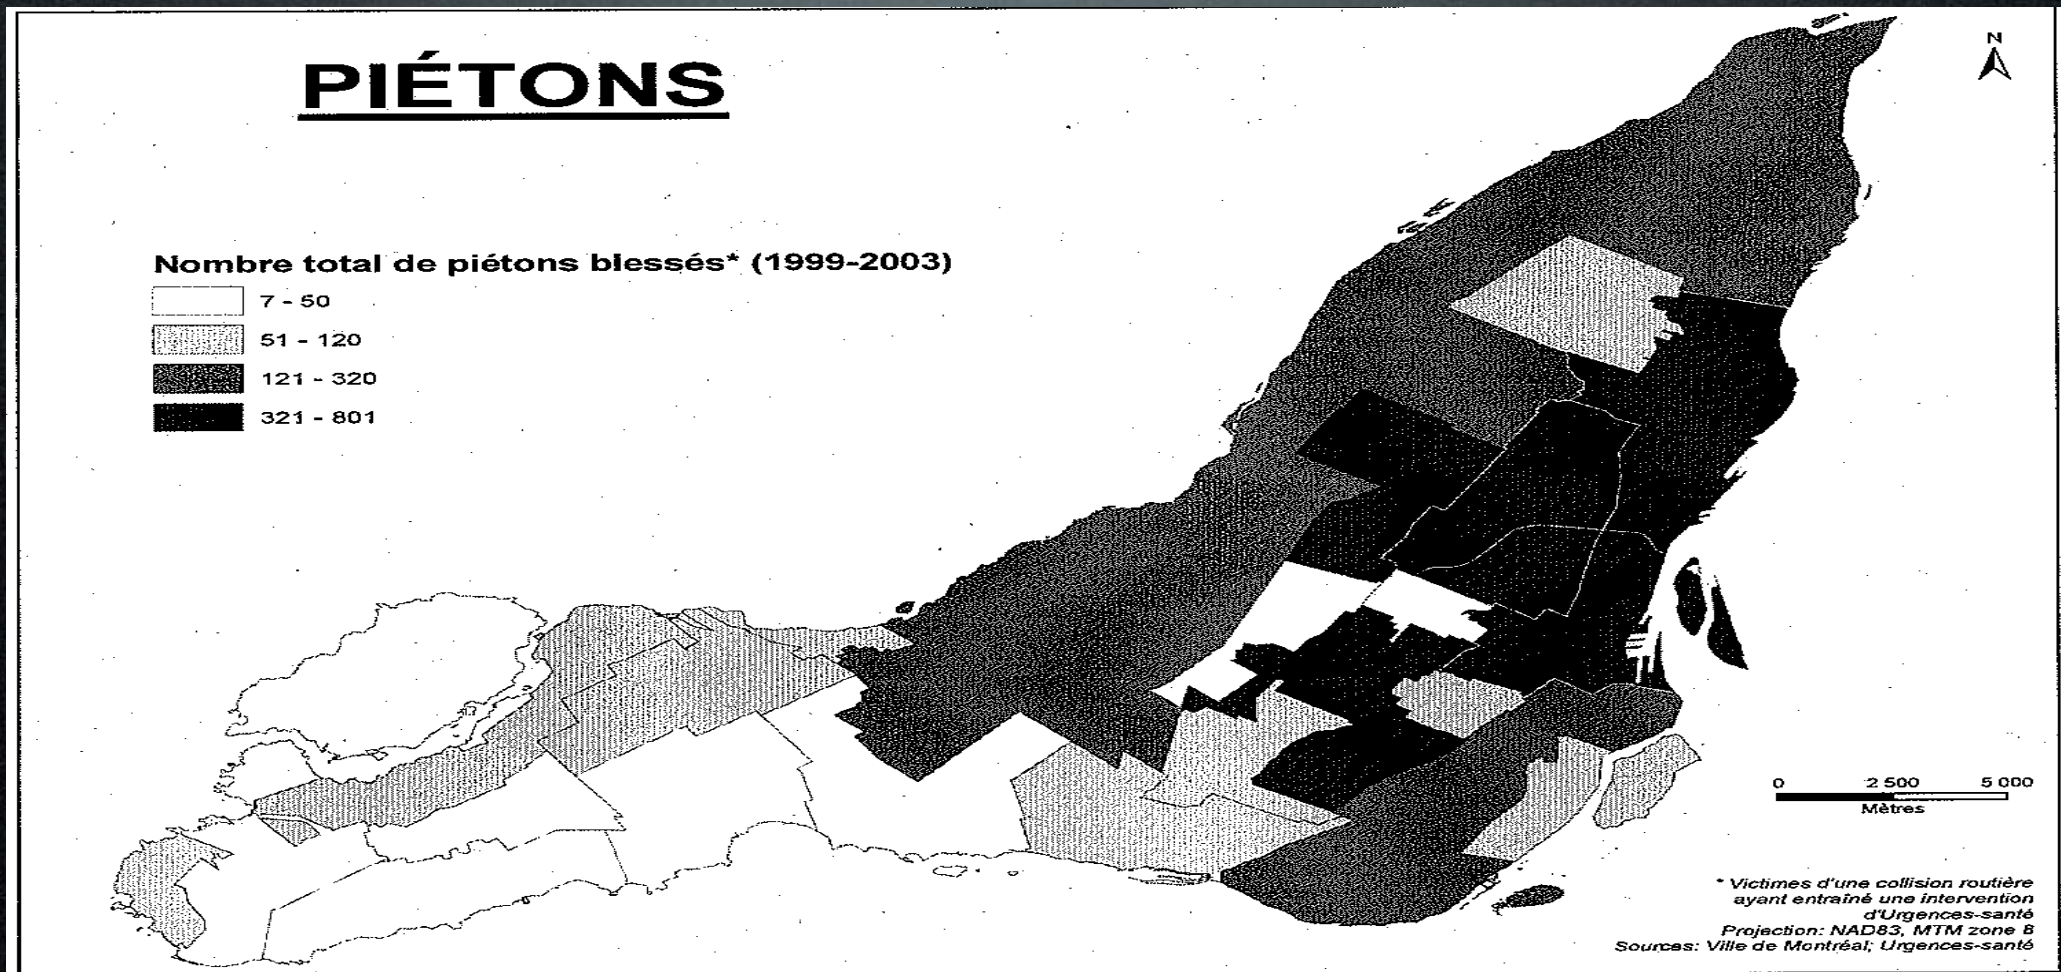 PIÉTONS
N
Nombre total de piétons blessés* (1999-2003)
7 - 50
51 - 120
121 - 320
321 - 801
0 2 500 5 000
Mètres
* Victimes d'une collision routière
ayant entraîné une intervention
d'Urgences-santé
Projection: NAD83, MTM zone 8
Sources: Ville de Montréal; Urgences-santé